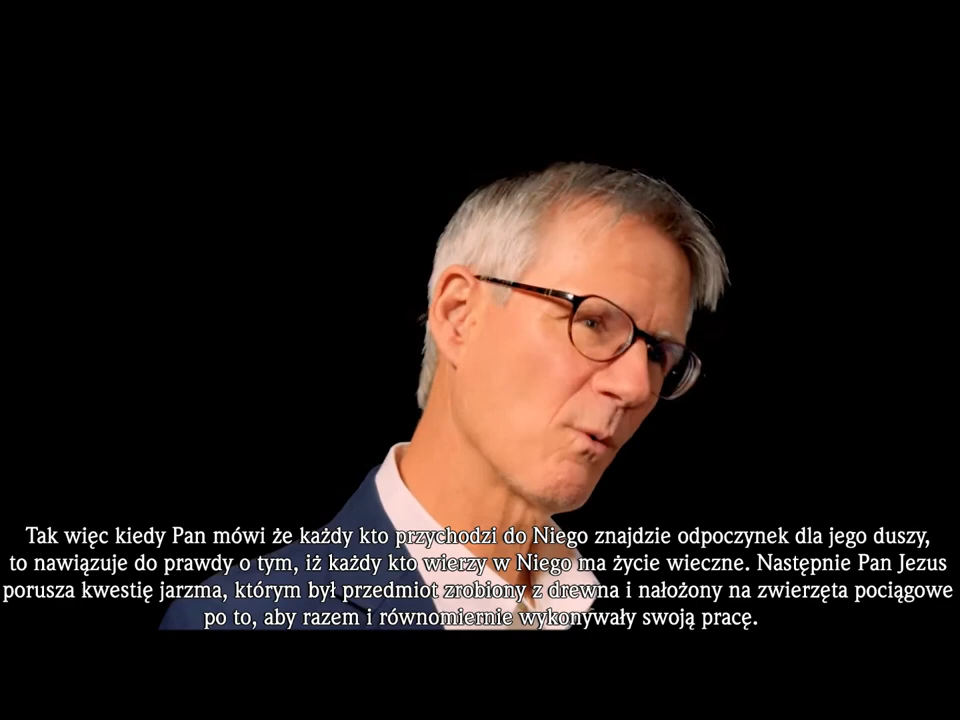 Tak więc kiedy Pan mówi że każdy kto przychodzi do Niego znajdzie odpoczynek dla jego duszy,
to nawiązuje do prawdy o tym, iż każdy kto wierzy w Niego ma życie wieczne. Następnie Pan Jezus
porusza kwestię jarzma, którym był przedmiot zrobiony z drewna i nałożony na zwierzęta pociągowe
po to, aby razem i równomiernie wykonywały swoją pracę.